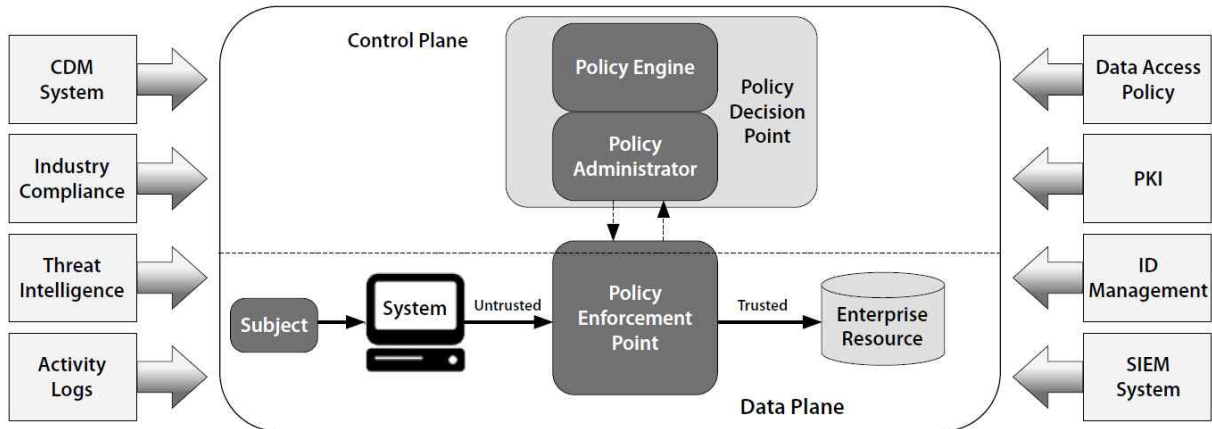 CDM
System
Industry
Compliance
Threat
Intelligence
Activity
Logs
Control Plane
Policy Engine
Policy
Administrator
Policy
Decision
Point
Subject
System
Untrusted
Policy
Enforcement
Point
Trusted
Enterprise
Resource
Data Plane
Data Access
Policy
PKI
ID
Management
SIEM
System